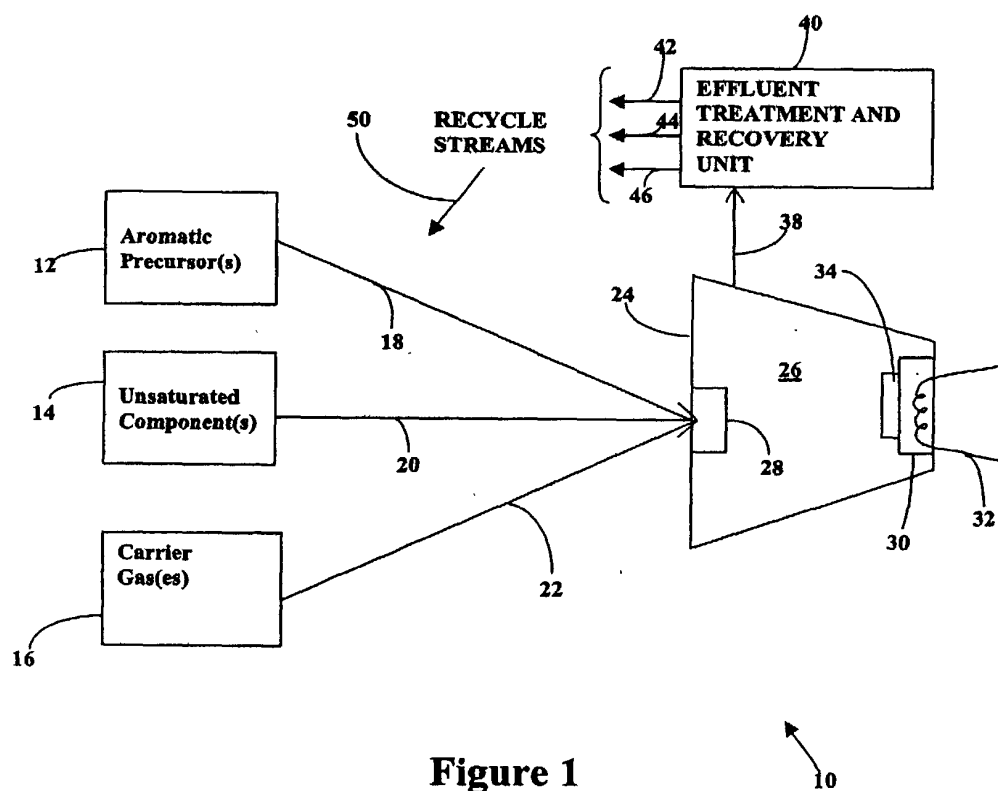 40
42
EFFLUENT
TREATMENT AND
RECOVERY
UNIT
44
46
50
RECYCLE
STREAMS
38
12
Aromatic
Precursor(s)
18
24
34
26
14
Unsaturated
Component(s)
20
28
32
30
Carrier
Gas(es)
22
16
10
Figure 1